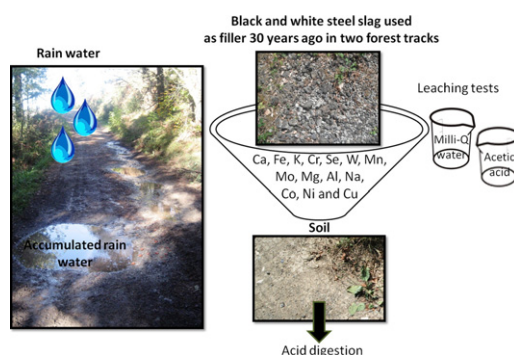 Black and white steel slag used
as filler 30 years ago in two forest tracks
Rain water
Leaching tests
Milli-Q
water
Acetic
acid
Ca, Fe, K, Cr, Se, W, Mn,
Mo, Mg, Al, Na,
Co, Ni and Cu
Accumulated rain
water
Soil
Acid digestion